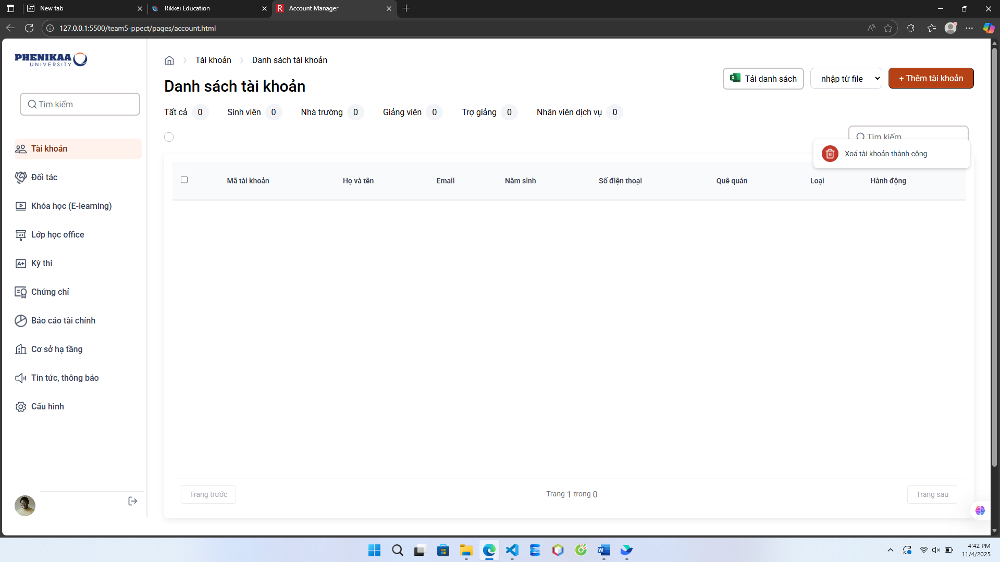 New tab
Rikkei Education
Account Manager
127.0.0.1:5500/team5-ppect/pages/account.html
PHENIKAA
UNIVERSITY
Tìm kiếm
Tài khoản
Đối tác
Khóa học (E-learning)
Lớp học office
Kỳ thi
Chứng chỉ
Báo cáo tài chính
Cơ sở hạ tầng
Tin tức, thông báo
Cấu hình
Tài khoản
Danh sách tài khoản
Danh sách tài khoản
Tải danh sách
nhập từ file
+ Thêm tài khoản
Tất cả 0 Sinh viên 0 Nhà trường 0 Giảng viên 0 Trợ giảng 0 Nhân viên dịch vụ 0
Tìm kiếm
Xoá tài khoản thành công
Mã tài khoản Họ và tên Email Năm sinh Số điện thoại Quê quán Loại Hành động
Trang trước
Trang 1 trong 0
Trang sau
4:42 PM
11/4/2025